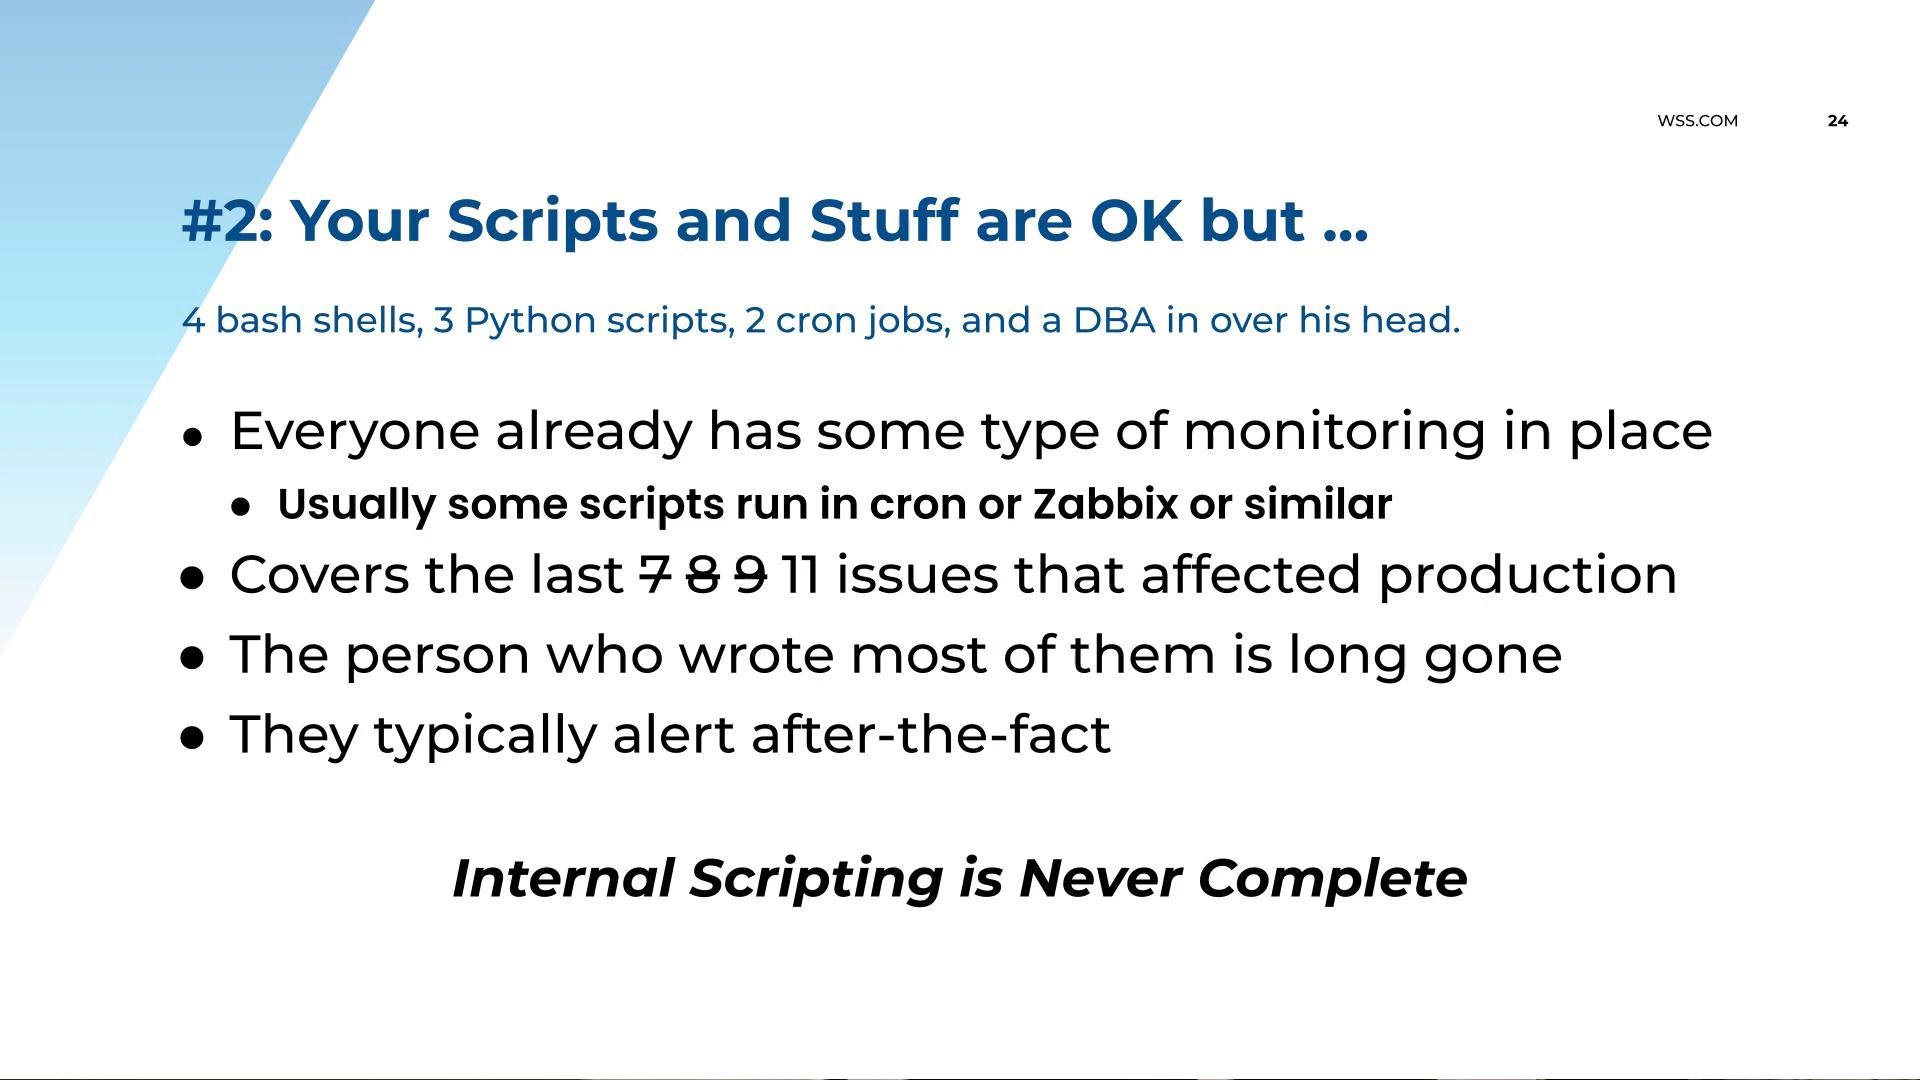 WSS.COM 24
#2: Your Scripts and Stuff are OK but ...
4 bash shells, 3 Python scripts, 2 cron jobs, and a DBA in over his head.
● Everyone already has some type of monitoring in place
● Usually some scripts run in cron or Zabbix or similar
● Covers the last 7 8 9 11 issues that affected production
● The person who wrote most of them is long gone
● They typically alert after-the-fact
Internal Scripting is Never Complete